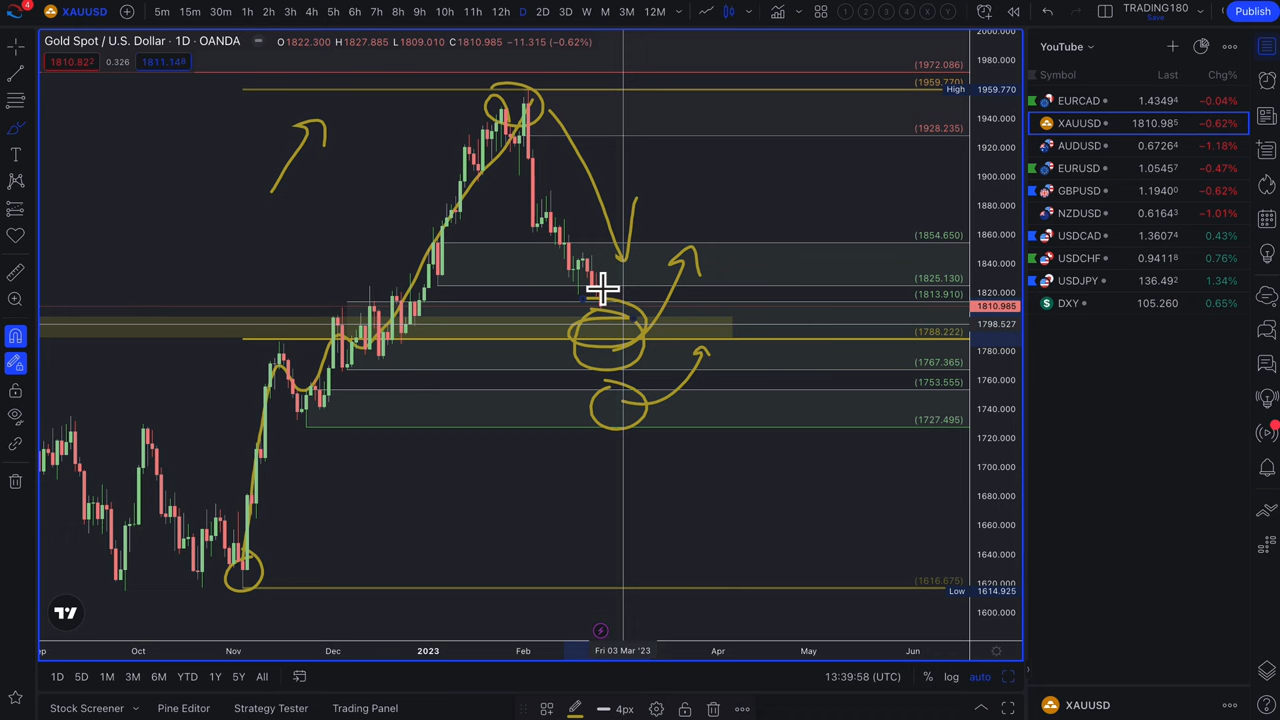 4 XAUUSD 5m 15m 30m 1h 2h 3h 4h 6h 7h 8h 9h 10h 11h 12h D 2D 3D W M 3M 12M 1 2 3 4 X Y TRADING180 Save Publish
Gold Spot / U.S. Dollar · 1D · OANDA O1822.300 H1827.885 L1809.010 C1810.985 −11.315 (−0.62%)
1810.822 0.326 1811.148
2000.000
1980.000
(1972.086)
(1959.770)
High 1959.770
1940.000
(1928.235)
1920.000
1900.000
1880.000
1860.000
(1854.650)
1840.000
(1825.130)
1820.000
(1813.910)
1810.985
1798.527
(1788.222)
1780.000
(1767.365)
1760.000
(1753.555)
1740.000
(1727.495)
1720.000
1700.000
1680.000
1660.000
1640.000
(1616.675)
1620.000
Low 1614.925
1600.000
ep Oct Nov Dec 2023 Feb Fri 03 Mar '23 Apr May Jun
1D 5D 1M 3M 6M YTD 1Y 5Y All 13:39:58 (UTC) % log auto
Stock Screener Pine Editor Strategy Tester Trading Panel 4px
YouTube
Symbol Last Chg%
EURCAD 1.43494 −0.04%
XAUUSD 1810.985 −0.62%
AUDUSD 0.67264 −1.18%
EURUSD 1.05457 −0.47%
GBPUSD 1.19400 −0.62%
NZDUSD 0.61643 −1.01%
USDCAD 1.36074 0.43%
USDCHF 0.94118 0.76%
USDJPY 136.492 1.34%
DXY 105.260 0.65%
XAUUSD